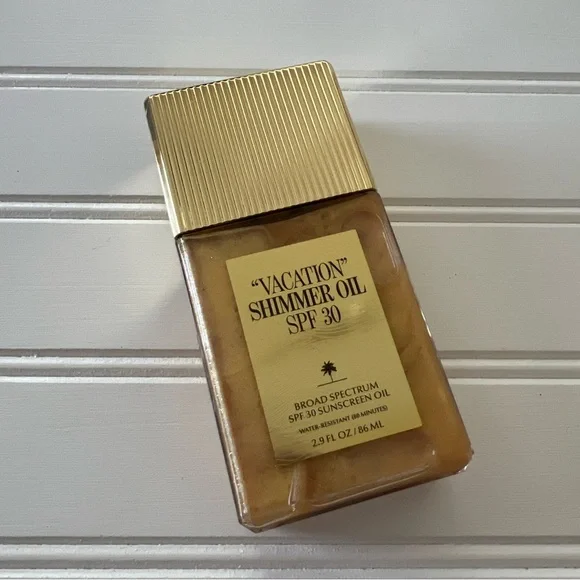 "VACATION"
SHIMMER OIL
SPF 30
BROAD SPECTRUM
SPF 30 SUNSCREEN OIL
WATER-RESISTANT (80 MINUTES)
2.9 FL OZ / 86 ML